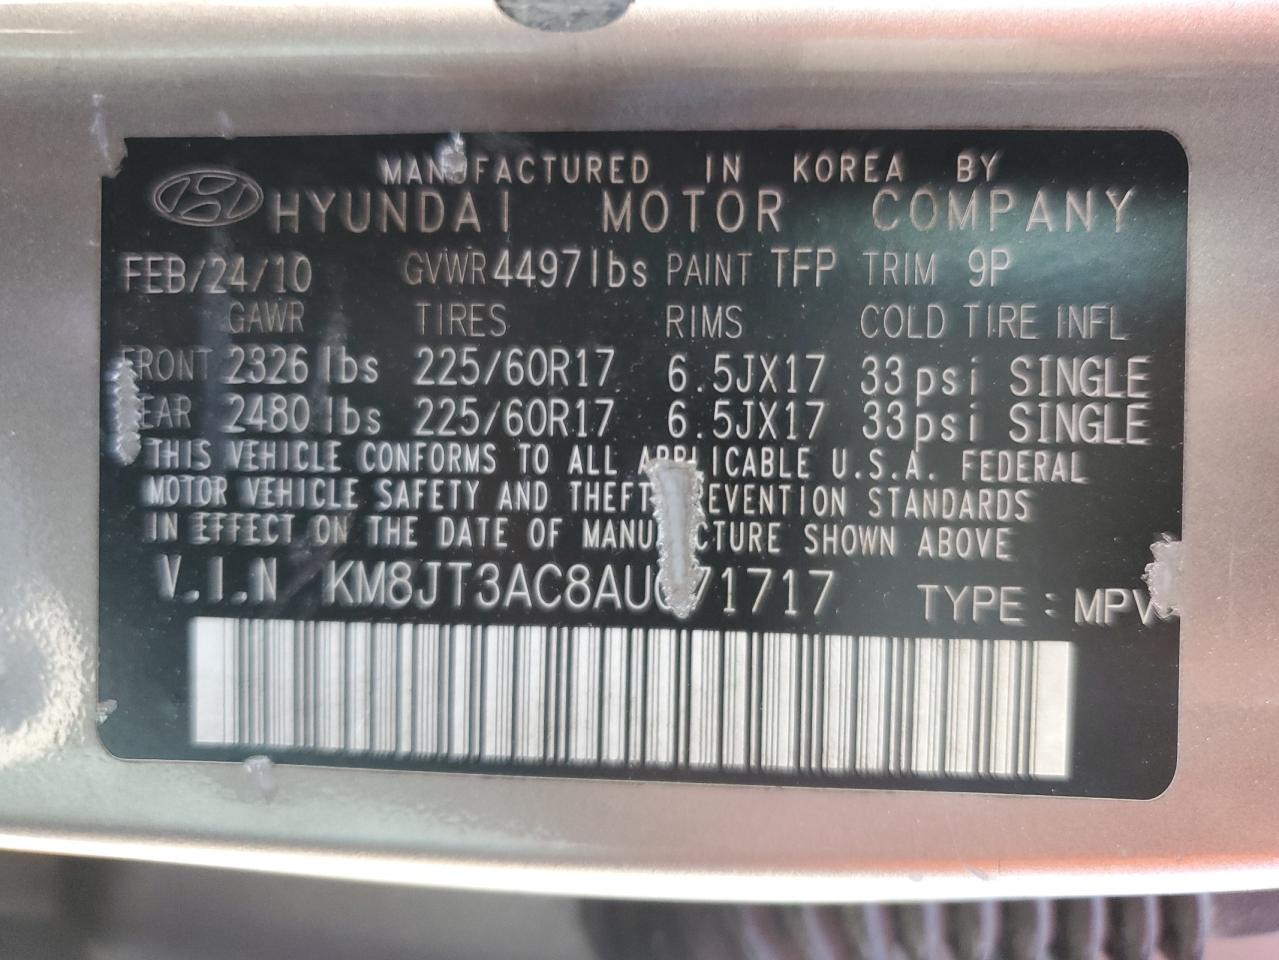 MANUFACTURED IN KOREA BY
HYUNDAI MOTOR COMPANY
FEB/24/10 GVWR 4497lbs PAINT TFP TRIM 9P
GAWR TIRES RIMS COLD TIRE INFL
FRONT 2326 lbs 225/60R17 6.5JX17 33psi SINGLE
REAR 2480 lbs 225/60R17 6.5JX17 33psi SINGLE
THIS VEHICLE CONFORMS TO ALL APPLICABLE U.S.A. FEDERAL
MOTOR VEHICLE SAFETY AND THEFT PREVENTION STANDARDS
IN EFFECT ON THE DATE OF MANUFACTURE SHOWN ABOVE
V.I.N TYPE : MPV